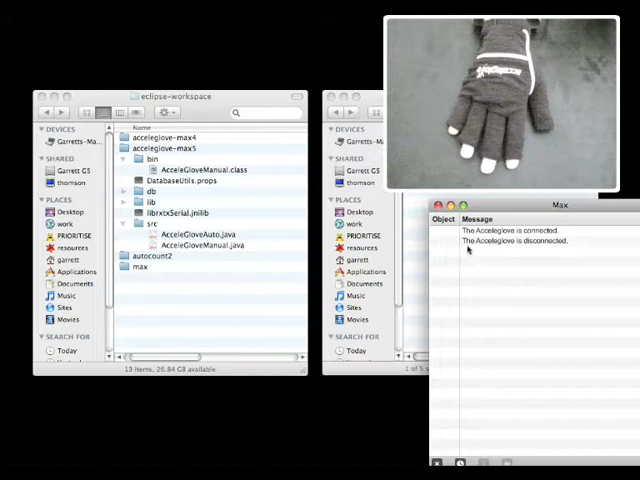 eclipse-workspace
DEVICES
Garretts-Ma...
SHARED
Garrett G5
thomson
PLACES
Desktop
work
PRIORITISE
resources
garrett
Applications
Documents
Music
Sites
Movies
SEARCH FOR
Today
Name
acceleglove-max4
acceleglove-max5
bin
AcceleGloveManual.class
DatabaseUtils.props
db
lib
librxtxSerial.jnilib
src
AcceleGloveAuto.java
AcceleGloveManual.java
autocount2
max
13 items, 26.84 GB available
DEVICES
Garretts-Ma...
SHARED
Garrett G5
thomson
PLACES
Desktop
work
PRIORITISE
resources
garrett
Applications
Documents
Music
Sites
Movies
SEARCH FOR
Today
1 of 5 s
Max
Object Message
The Acceleglove is connected.
The Acceleglove is disconnected.